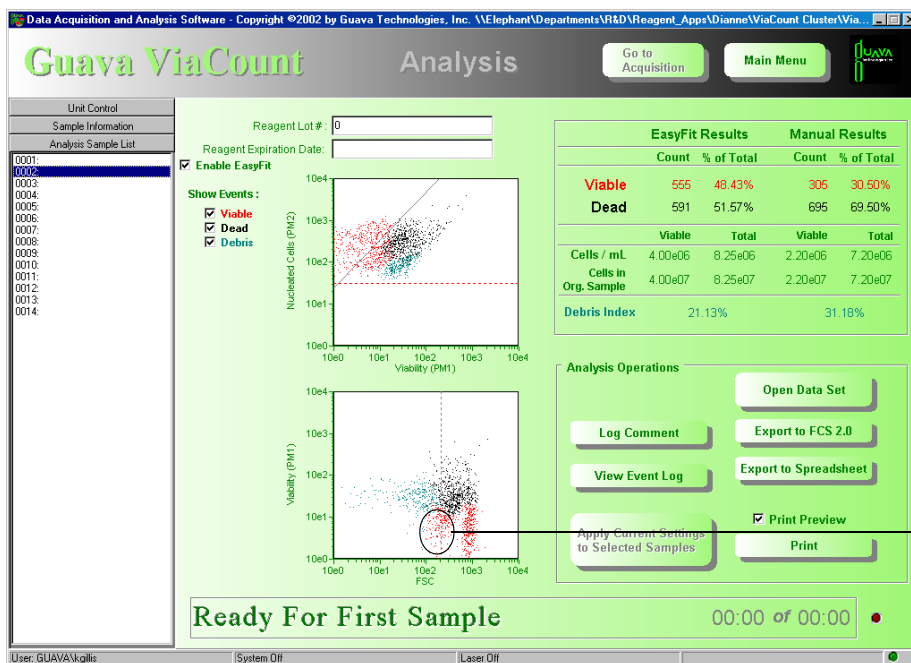 Data Acquisition and Analysis Software - Copyright ©2002 by Guava Technologies, Inc. \\Elephant\Departments\R&D\Reagent_Apps\Dianne\ViaCount Cluster\Via...
Guava ViaCount
Analysis
Go to
Acquisition
Main Menu
guava
technologies inc
Unit Control
Sample Information
Analysis Sample List
0001:
0002:
0003:
0004:
0005:
0006:
0007:
0008:
0009:
0010:
0011:
0012:
0013:
0014:
Reagent Lot #: 0
Reagent Expiration Date:
Enable EasyFit
Show Events :
Viable
Dead
Debris
Nucleated Cells (PM2)
10e4
10e3
10e2
10e1
10e0
10e0 10e1 10e2 10e3 10e4
Viability (PM1)
Viability (PM1)
10e4
10e3
10e2
10e1
10e0
10e0 10e1 10e2 10e3 10e4
FSC
EasyFit Results Manual Results
Count % of Total Count % of Total
Viable 555 48.43% 305 30.50%
Dead 591 51.57% 695 69.50%
Viable Total Viable Total
Cells / mL 4.00e06 8.25e06 2.20e06 7.20e06
Cells in
Org. Sample 4.00e07 8.25e07 2.20e07 7.20e07
Debris Index 21.13% 31.18%
Analysis Operations
Open Data Set
Log Comment
Export to FCS 2.0
View Event Log
Export to Spreadsheet
Apply Current Settings
to Selected Samples
Print Preview
Print
Ready For First Sample
00:00 of 00:00
User: GUAVA\kgillis
System Off
Laser Off